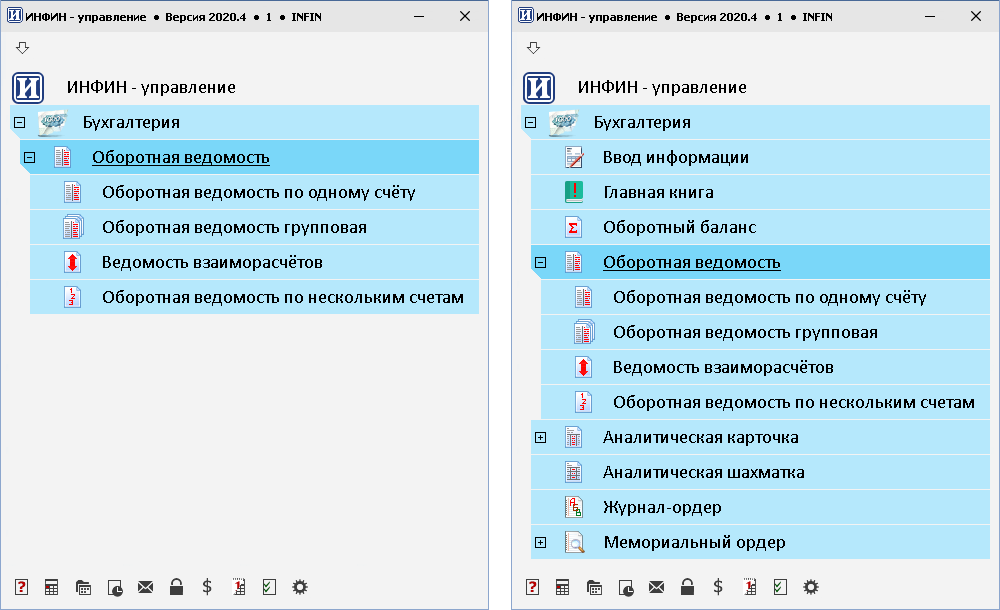 ИНФИН - управление ● Версия 2020.4 ● 1 ● INFIN
ИНФИН - управление
Бухгалтерия
Оборотная ведомость
Оборотная ведомость по одному счёту
Оборотная ведомость групповая
Ведомость взаиморасчётов
Оборотная ведомость по нескольким счетам
ИНФИН - управление ● Версия 2020.4 ● 1 ● INFIN
ИНФИН - управление
Бухгалтерия
Ввод информации
Главная книга
Оборотный баланс
Оборотная ведомость
Оборотная ведомость по одному счёту
Оборотная ведомость групповая
Ведомость взаиморасчётов
Оборотная ведомость по нескольким счетам
Аналитическая карточка
Аналитическая шахматка
Журнал-ордер
Мемориальный ордер